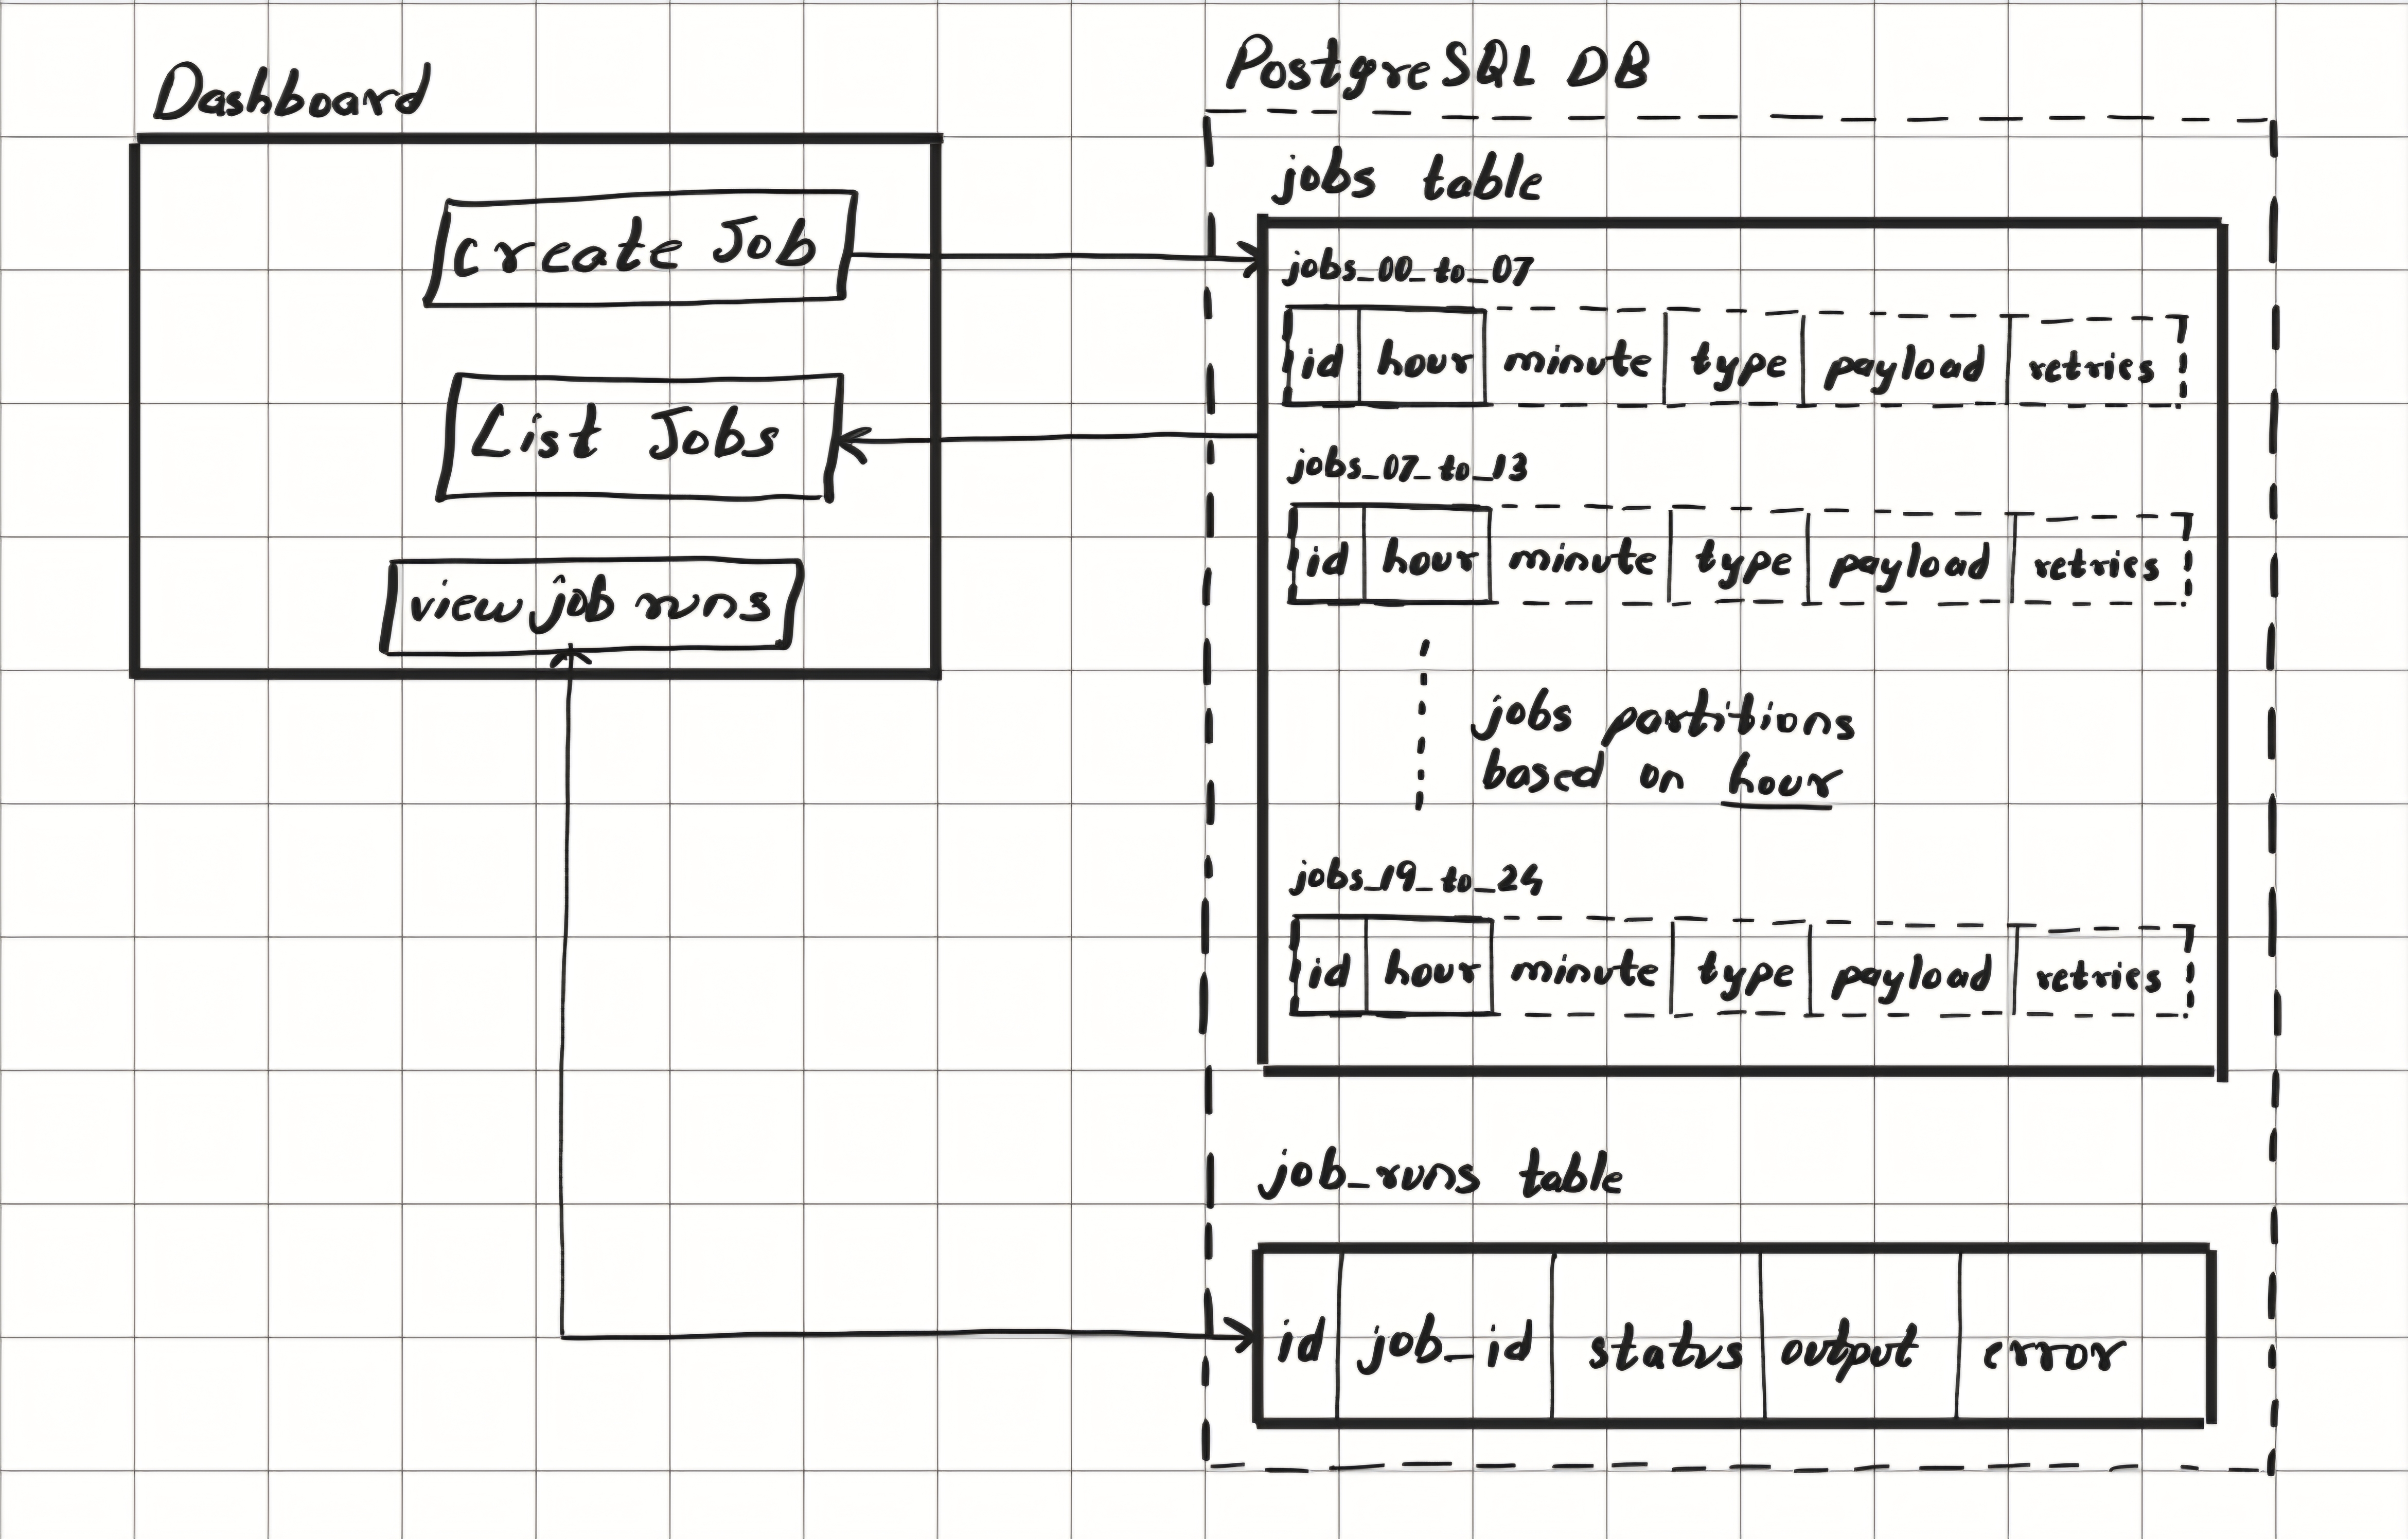 Dashboard
create Job
List Jobs
view job runs
PostgreSQL DB
jobs table
jobs_00_to_07
id hour minute type payload retries
jobs_07_to_13
id hour minute type payload retries
jobs partitions
based on hour
jobs_19_to_24
id hour minute type payload retries
job_runs table
id job_id status output error